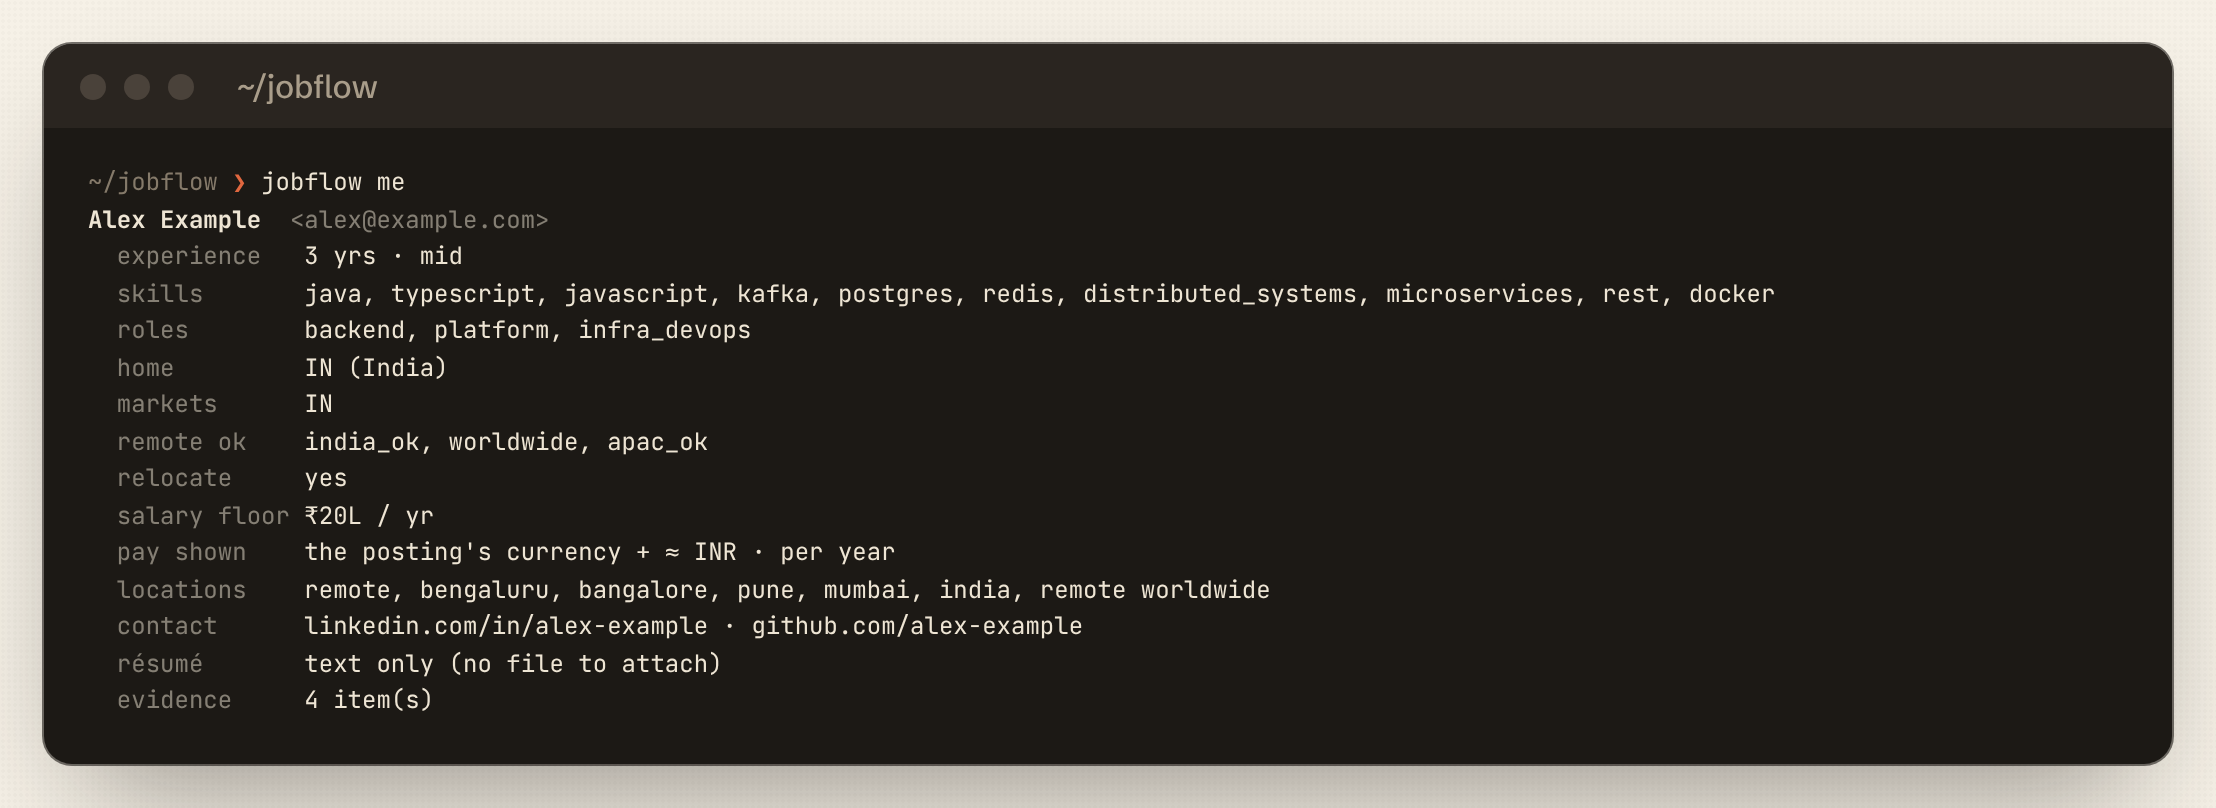 ~/jobflow
~/jobflow ❯ jobflow me
Alex Example <alex@example.com>
experience 3 yrs · mid
skills java, typescript, javascript, kafka, postgres, redis, distributed_systems, microservices, rest, docker
roles backend, platform, infra_devops
home IN (India)
markets IN
remote ok india_ok, worldwide, apac_ok
relocate yes
salary floor ₹20L / yr
pay shown the posting's currency + ≈ INR · per year
locations remote, bengaluru, bangalore, pune, mumbai, india, remote worldwide
contact linkedin.com/in/alex-example · github.com/alex-example
résumé text only (no file to attach)
evidence 4 item(s)